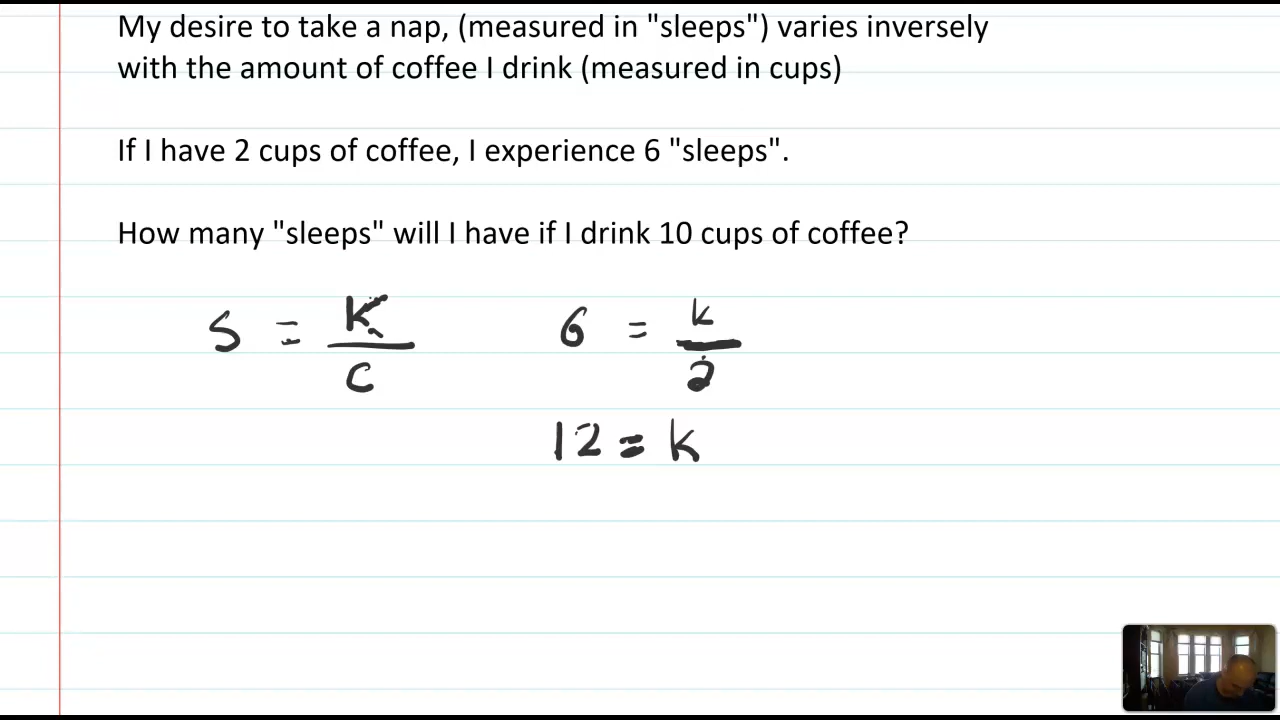 My desire to take a nap, (measured in "sleeps") varies inversely
with the amount of coffee I drink (measured in cups)
If I have 2 cups of coffee, I experience 6 "sleeps".
How many "sleeps" will I have if I drink 10 cups of coffee?
S = K/C    6 = k/2
12 = k